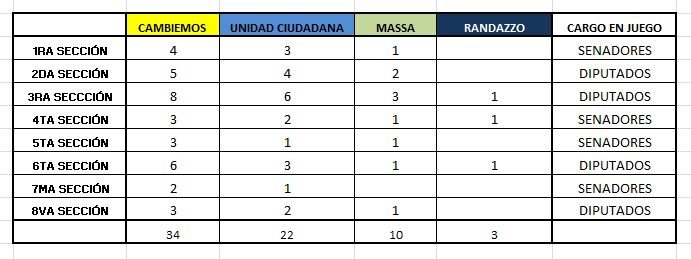 CAMBIEMOS UNIDAD CIUDADANA MASSA RANDAZZO CARGO EN JUEGO
1RA SECCIÓN 4 3 1 SENADORES
2DA SECCIÓN 5 4 2 DIPUTADOS
3RA SECCCIÓN 8 6 3 1 DIPUTADOS
4TA SECCIÓN 3 2 1 1 SENADORES
5TA SECCIÓN 3 1 1 SENADORES
6TA SECCIÓN 6 3 1 1 DIPUTADOS
7MA SECCIÓN 2 1 SENADORES
8VA SECCIÓN 3 2 1 DIPUTADOS
34 22 10 3